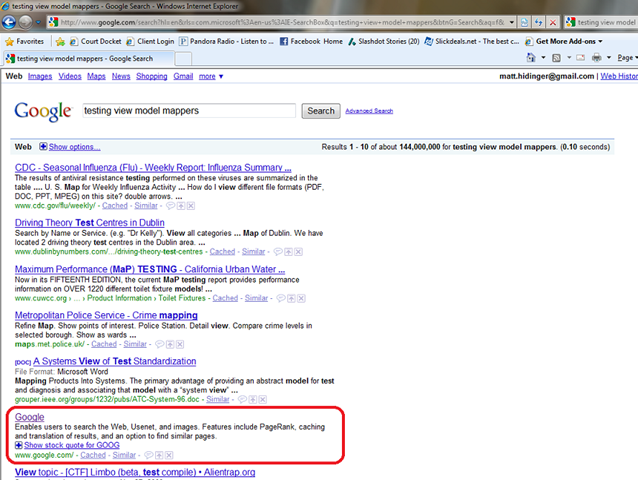 testing view model mappers - Google Search - Windows Internet Explorer
http://www.google.com/search?hl=en&rls=com.microsoft%3Aen-us%3AIE-SearchBox&q=testing+view+model+mappers&btnG=Search&aq=f&
testing view model
Favorites Court Docket Client Login Pandora Radio - Listen to ... Facebook Home Slashdot Stories (20) Slickdeals.net - The best c... Get More Add-ons
testing view model mappers - Google Search
Page
Web Images Videos Maps News Shopping Gmail more ▼
matt.hidinger@gmail.com | Web Histo
Google
testing view model mappers
Search
Advanced Search
Web Show options...
Results 1 - 10 of about 144,000,000 for testing view model mappers. (0.10 seconds)
CDC - Seasonal Influenza (Flu) - Weekly Report: Influenza Summary ...
The results of antiviral resistance testing performed on these viruses are summarized in the
table .... U. S. Map for Weekly Influenza Activity ... How do I view different file formats (PDF,
DOC, PPT, MPEG) on this site? double arrows. ...
www.cdc.gov/flu/weekly/ - Cached - Similar -
Driving Theory Test Centres in Dublin
Search by Name or Service. (e.g. "Dr Kelly"). View all categories ... Map of Dublin. We have
located 2 driving theory test centres in the Dublin area. ...
www.dublinbynumbers.com/.../driving-theory-test-centres - Cached - Similar -
Maximum Performance (MaP) TESTING - California Urban Water ...
Now in its FIFTEENTH EDITION, the current MaP testing report provides performance
information on OVER 1220 different toilet fixture models! ...
www.cuwcc.org › ... › Product Information › Toilet Fixtures - Cached - Similar -
Metropolitan Police Service - Crime mapping
Refine Map. Show points of interest. Police Station. Detail view. Compare crime levels in
selected borough. Show as wards ...
maps.met.police.uk/ - Cached - Similar -
[DOC] A Systems View of Test Standardization
File Format: Microsoft Word
Mapping Products Into Systems. The primary advantage of providing an abstract model for test
and diagnosis and associating that model with a "system view" ...
grouper.ieee.org/groups/1232/pubs/ATC-System-96.doc - Similar -
Google
Enables users to search the Web, Usenet, and images. Features include PageRank, caching
and translation of results, and an option to find similar pages.
Show stock quote for GOOG
www.google.com/ - Cached - Similar -
View topic - [CTF] Limbo (beta, test compile) • Alientrap.org